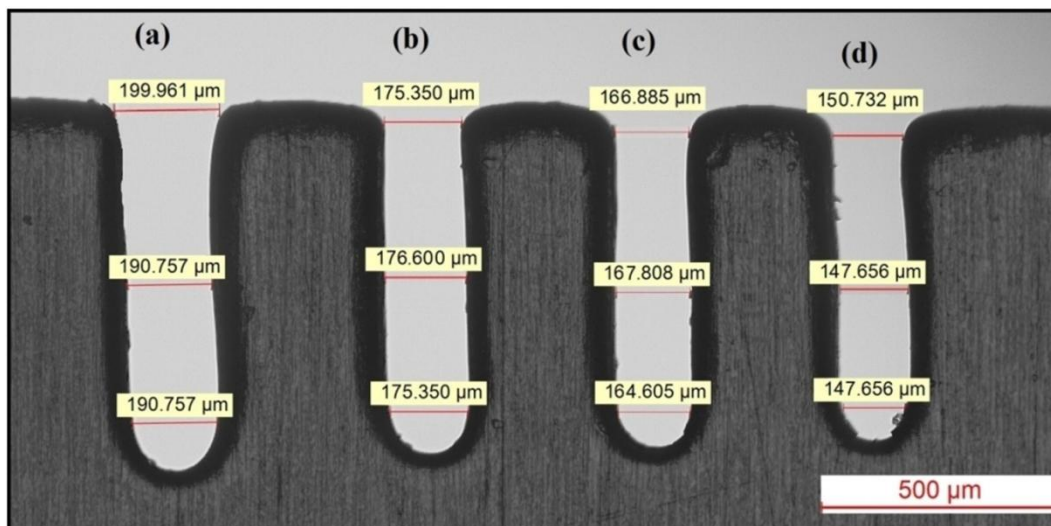 (a) (b) (c) (d)
199.961 µm 175.350 µm 166.885 µm 150.732 µm
190.757 µm 176.600 µm 167.808 µm 147.656 µm
190.757 µm 175.350 µm 164.605 µm 147.656 µm
500 µm